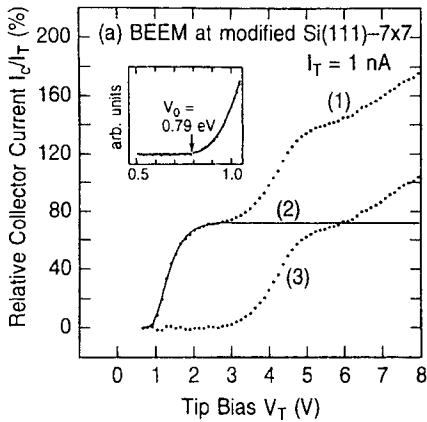 (a) BEEM at modified Si(111)–7x7
I_T = 1 nA
Relative Collector Current I_c/I_T (%)
200
160
120
80
40
0
arb. units
V_0 =
0.79 eV
0.5
1.0
(1)
(2)
(3)
0 1 2 3 4 5 6 7 8
Tip Bias V_T (V)